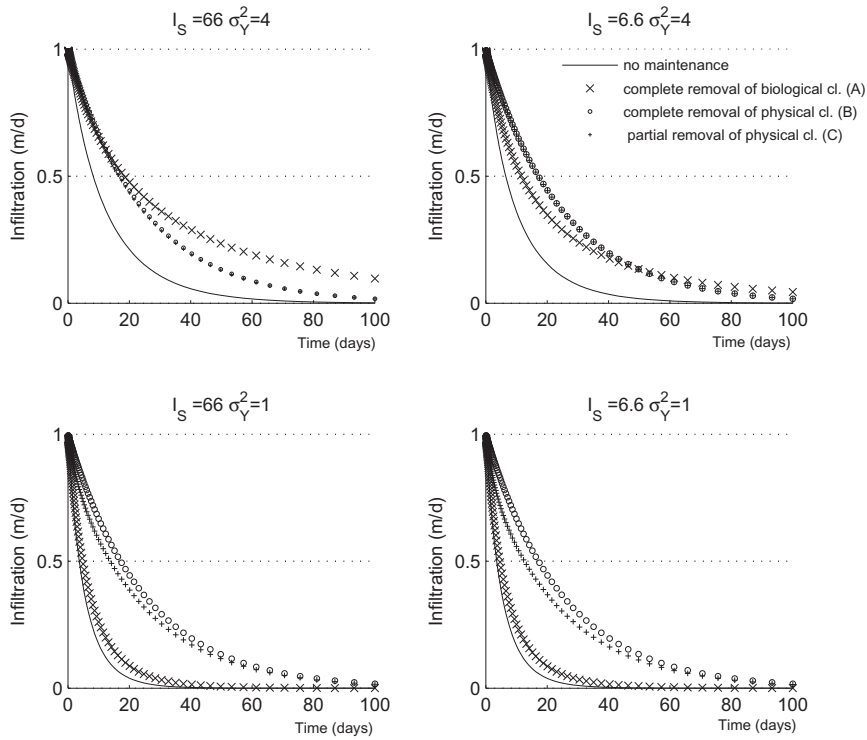 I_S =66 σ_Y^2=4
1
0.5
0
Infiltration (m/d)
0 20 40 60 80 100
Time (days)
I_S =6.6 σ_Y^2=4
no maintenance
complete removal of biological cl. (A)
complete removal of physical cl. (B)
partial removal of physical cl. (C)
1
0.5
0
Infiltration (m/d)
0 20 40 60 80 100
Time (days)
I_S =66 σ_Y^2=1
1
0.5
0
Infiltration (m/d)
0 20 40 60 80 100
Time (days)
I_S =6.6 σ_Y^2=1
1
0.5
0
Infiltration (m/d)
0 20 40 60 80 100
Time (days)